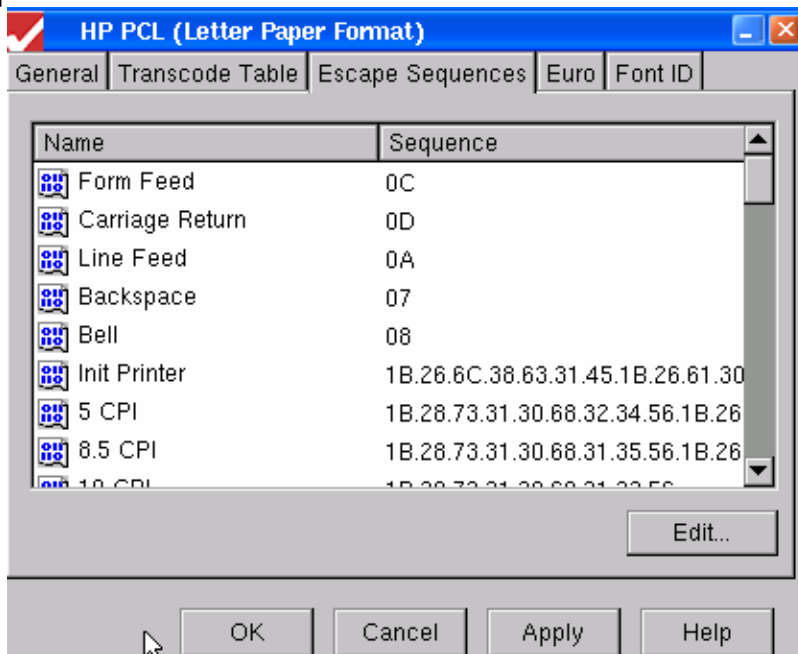 HP PCL (Letter Paper Format)
General Transcode Table Escape Sequences Euro Font ID
Name Sequence
Form Feed 0C
Carriage Return 0D
Line Feed 0A
Backspace 07
Bell 08
Init Printer 1B.26.6C.38.63.31.45.1B.26.61.30
5 CPI 1B.28.73.31.30.68.32.34.56.1B.26
8.5 CPI 1B.28.73.31.30.68.31.35.56.1B.26
10 CPI
Edit...
OK Cancel Apply Help